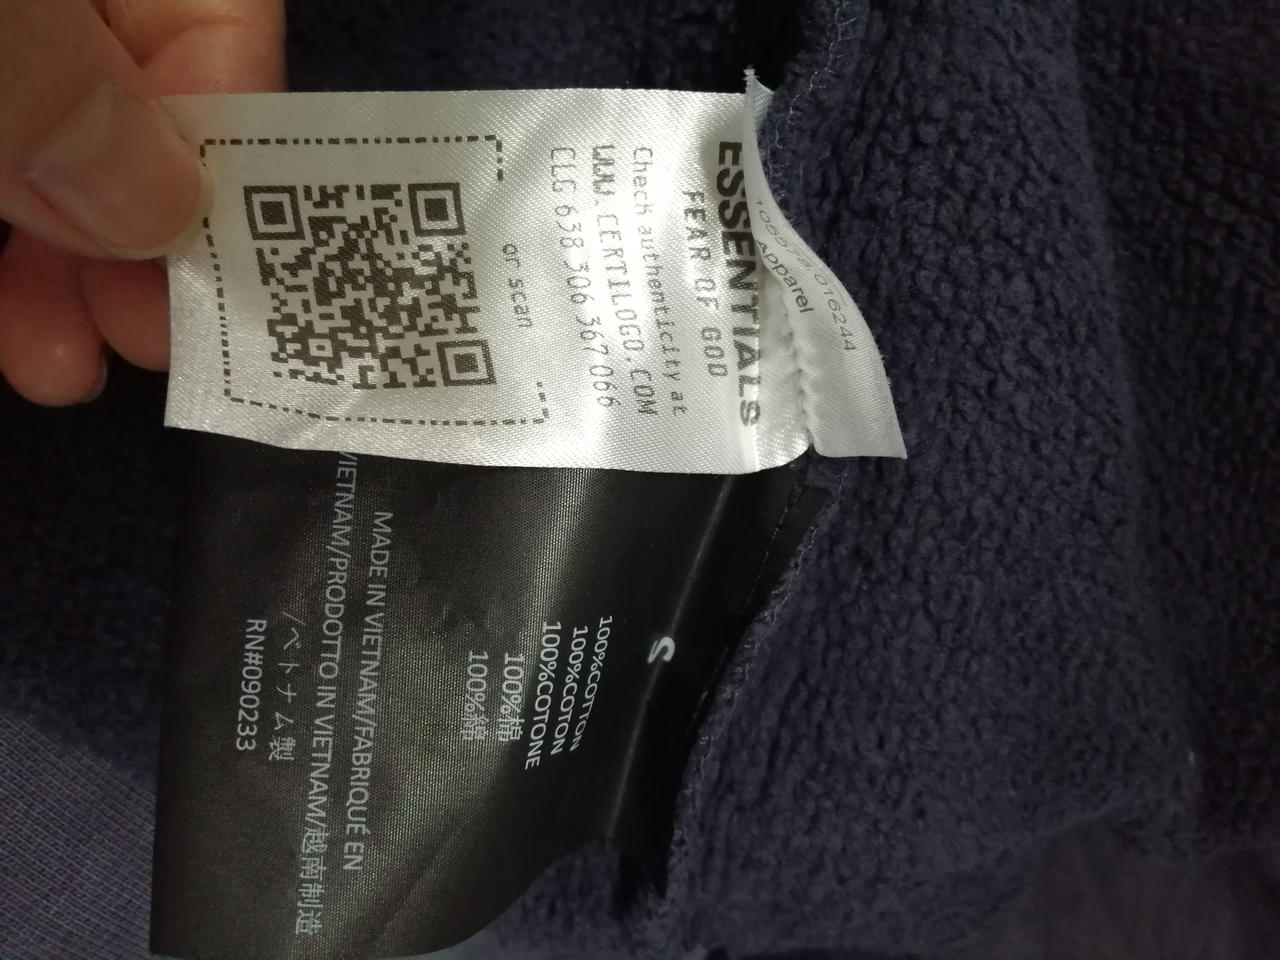 ESSENTIALS
FEAR OF GOD
Check authenticity at
WWW.CERTILOGO.COM
CLG 638 306 367 066
or scan
Apparel
S
100%COTTON
100%COTON
100%COTONE
100%棉
100%綿
MADE IN VIETNAM/FABRIQUÉ EN
VIETNAM/PRODOTTO IN VIETNAM/越南制造
/ベトナム製
RN#090233